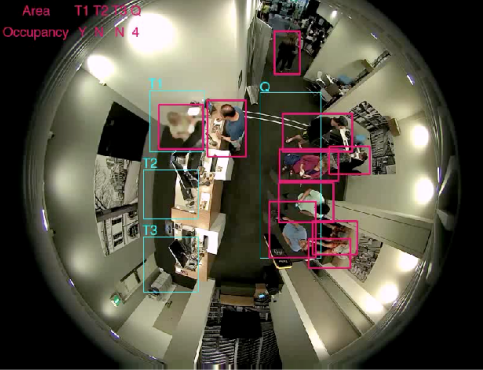 Area T1 T2 T3 Q
Occupancy Y N N 4
T1
Q
T2
T3